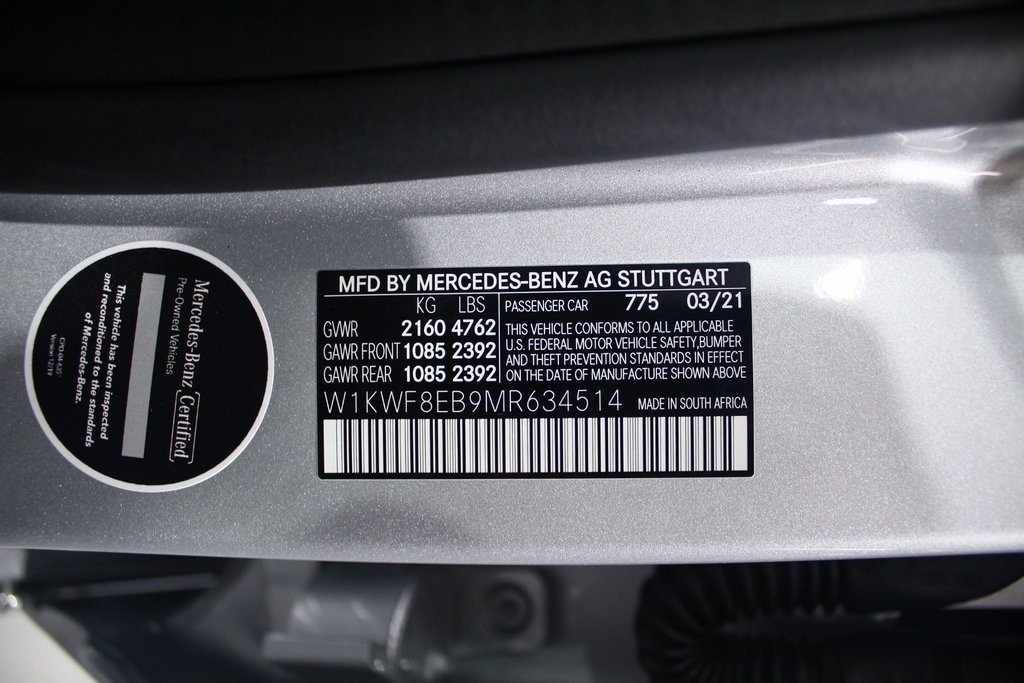 MFD BY MERCEDES-BENZ AG STUTTGART
KG LBS
GVWR 2160 4762
GAWR FRONT 1085 2392
GAWR REAR 1085 2392
PASSENGER CAR 775 03/21
THIS VEHICLE CONFORMS TO ALL APPLICABLE
U.S. FEDERAL MOTOR VEHICLE SAFETY, BUMPER
AND THEFT PREVENTION STANDARDS IN EFFECT
ON THE DATE OF MANUFACTURE SHOWN ABOVE
W1KWF8EB9MR634514 MADE IN SOUTH AFRICA
Mercedes-Benz Certified
Pre-Owned Vehicles
This vehicle has been inspected
and reconditioned to the standards
of Mercedes-Benz.
Version 12/19